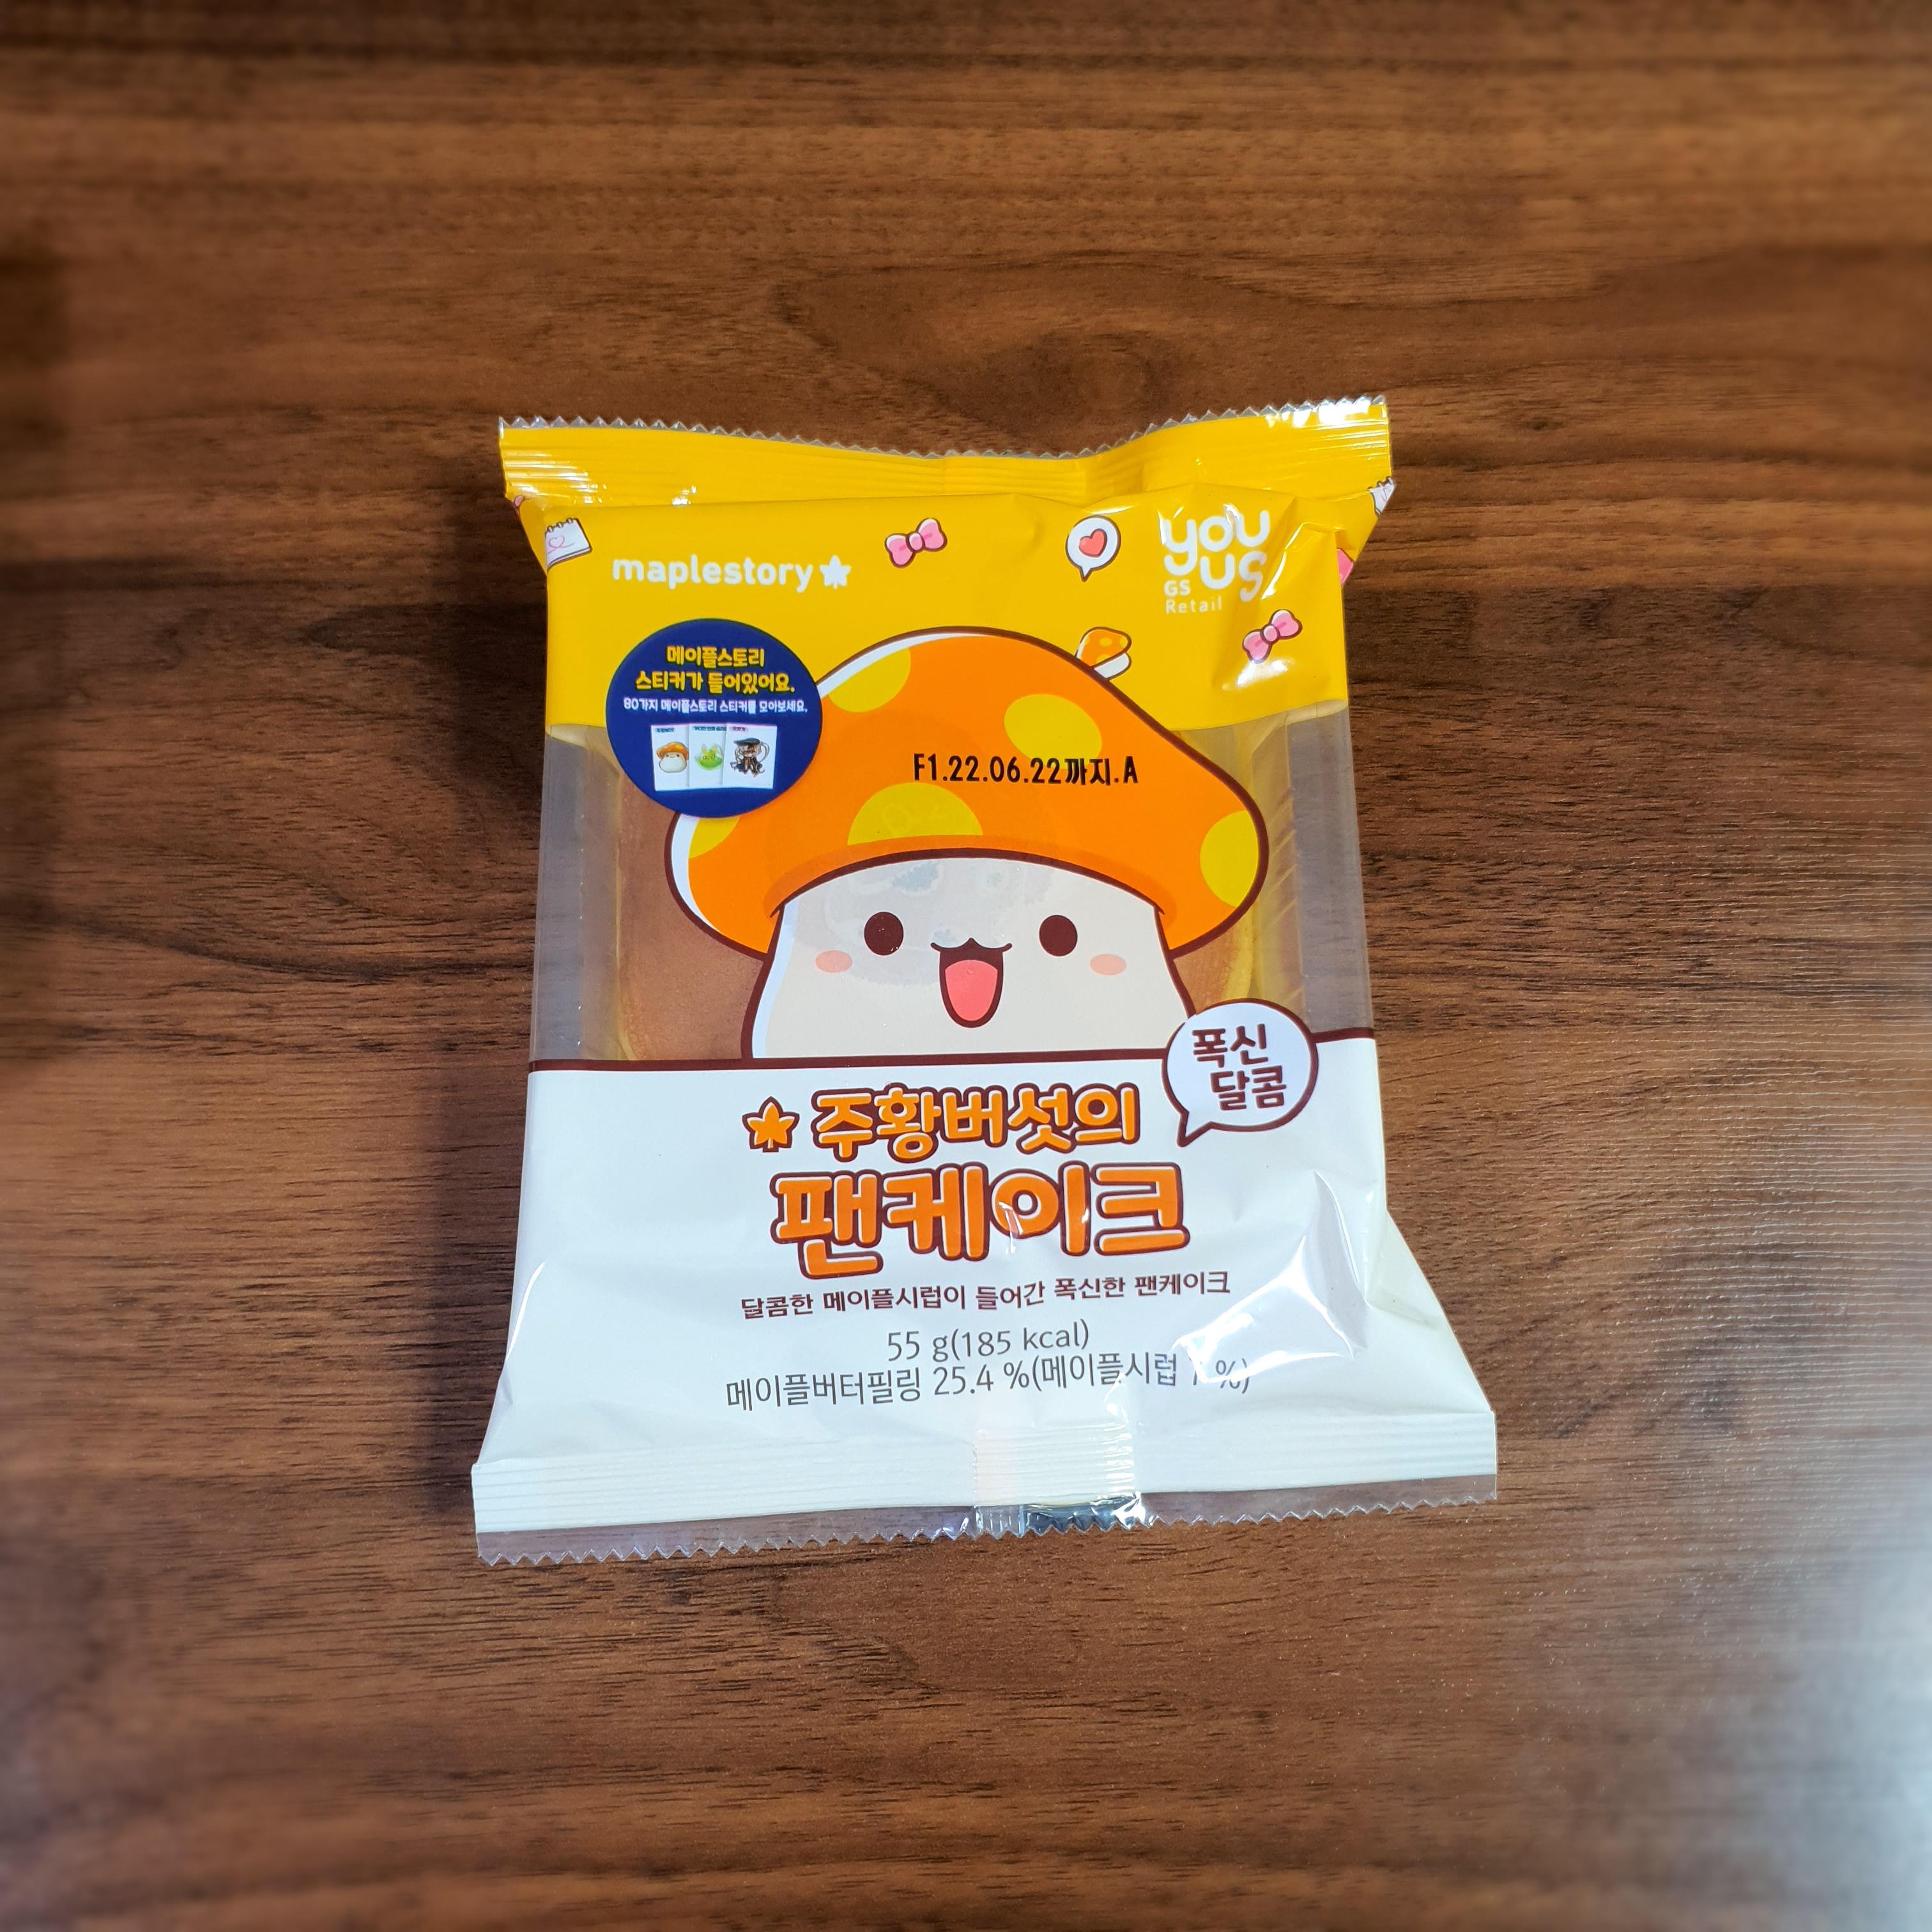 maplestory
you
us
GS
Retail
메이플스토리
스티커가 들어있어요.
80가지 메이플스토리 스티커를 모아보세요.
F1.22.06.22까지.A
폭신
달콤
주황버섯의
팬케이크
달콤한 메이플시럽이 들어간 폭신한 팬케이크
55 g(185 kcal)
메이플버터필링 25.4 %(메이플시럽 %)